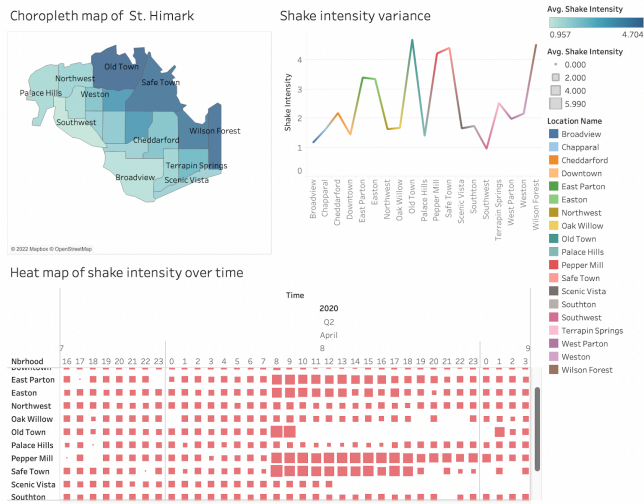 Choropleth map of St. Himark
Old Town
Northwest
Safe Town
Palace Hills
Weston
Southwest
Wilson Forest
Cheddarford
Terrapin Springs
Broadview
Scenic Vista
© 2022 Mapbox © OpenStreetMap
Shake intensity variance
Shake Intensity
4
3
2
1
0
Broadview
Chapparal
Cheddarford
Downtown
East Parton
Easton
Northwest
Oak Willow
Old Town
Palace Hills
Pepper Mill
Safe Town
Scenic Vista
Southton
Southwest
Terrapin Springs
West Parton
Weston
Wilson Forest
Avg. Shake Intensity
0.957 4.704
Avg. Shake Intensity
0.000
2.000
4.000
5.990
Location Name
Broadview
Chapparal
Cheddarford
Downtown
East Parton
Easton
Northwest
Oak Willow
Old Town
Palace Hills
Pepper Mill
Safe Town
Scenic Vista
Southton
Southwest
Terrapin Springs
West Parton
Weston
Wilson Forest
Heat map of shake intensity over time
Time
2020
Q2
April
7 8 9
Nbrhood 16 17 18 19 20 21 22 23 0 1 2 3 4 5 6 7 8 9 10 11 12 13 14 15 16 17 18 19 20 21 22 23 0 1 2 3
Downtown
East Parton
Easton
Northwest
Oak Willow
Old Town
Palace Hills
Pepper Mill
Safe Town
Scenic Vista
Southton